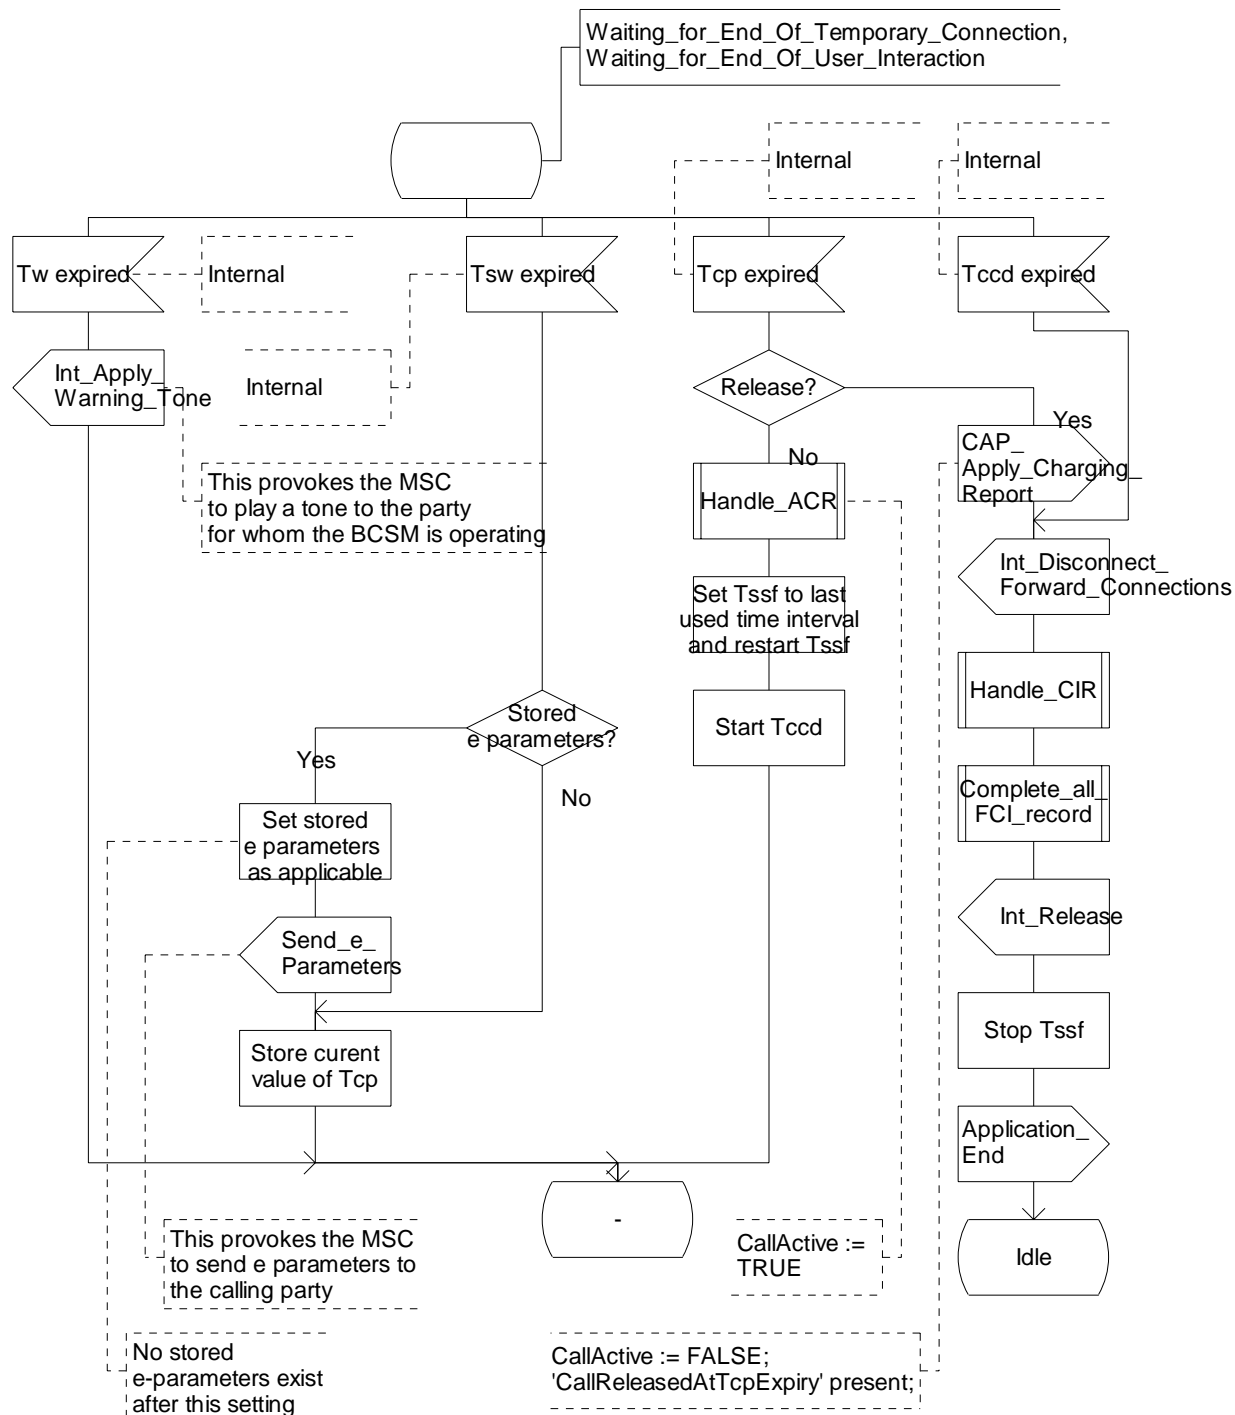 Waiting_for_End_Of_Temporary_Connection,
Waiting_for_End_Of_User_Interaction
Internal
Internal
Tw expired
Internal
Tsw expired
Tcp expired
Tccd expired
Int_Apply_
Warning_Tone
Internal
Release?
Yes
No
CAP_
Apply_Charging_
Report
This provokes the MSC
to play a tone to the party
for whom the BCSM is operating
Handle_ACR
Int_Disconnect_
Forward_Connections
Set Tssf to last
used time interval
and restart Tssf
Handle_CIR
Stored
e parameters?
Start Tccd
Yes
No
Complete_all_
FCI_record
Set stored
e parameters
as applicable
Int_Release
Send_e_
Parameters
Stop Tssf
Store curent
value of Tcp
Application_
End
-
This provokes the MSC
to send e parameters to
the calling party
CallActive :=
TRUE
Idle
No stored
e-parameters exist
after this setting
CallActive := FALSE;
'CallReleasedAtTcpExpiry' present;